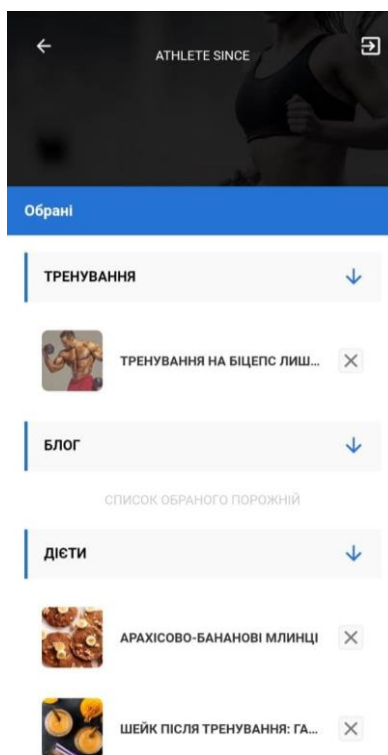 ATHLETE SINCE
Обрані
ТРЕНУВАННЯ
ТРЕНУВАННЯ НА БІЦЕПС ЛИШ...
БЛОГ
СПИСОК ОБРАНОГО ПОРОЖНІЙ
ДІЄТИ
АРАХІСОВО-БАНАНОВІ МЛИНЦІ
ШЕЙК ПІСЛЯ ТРЕНУВАННЯ: ГА...